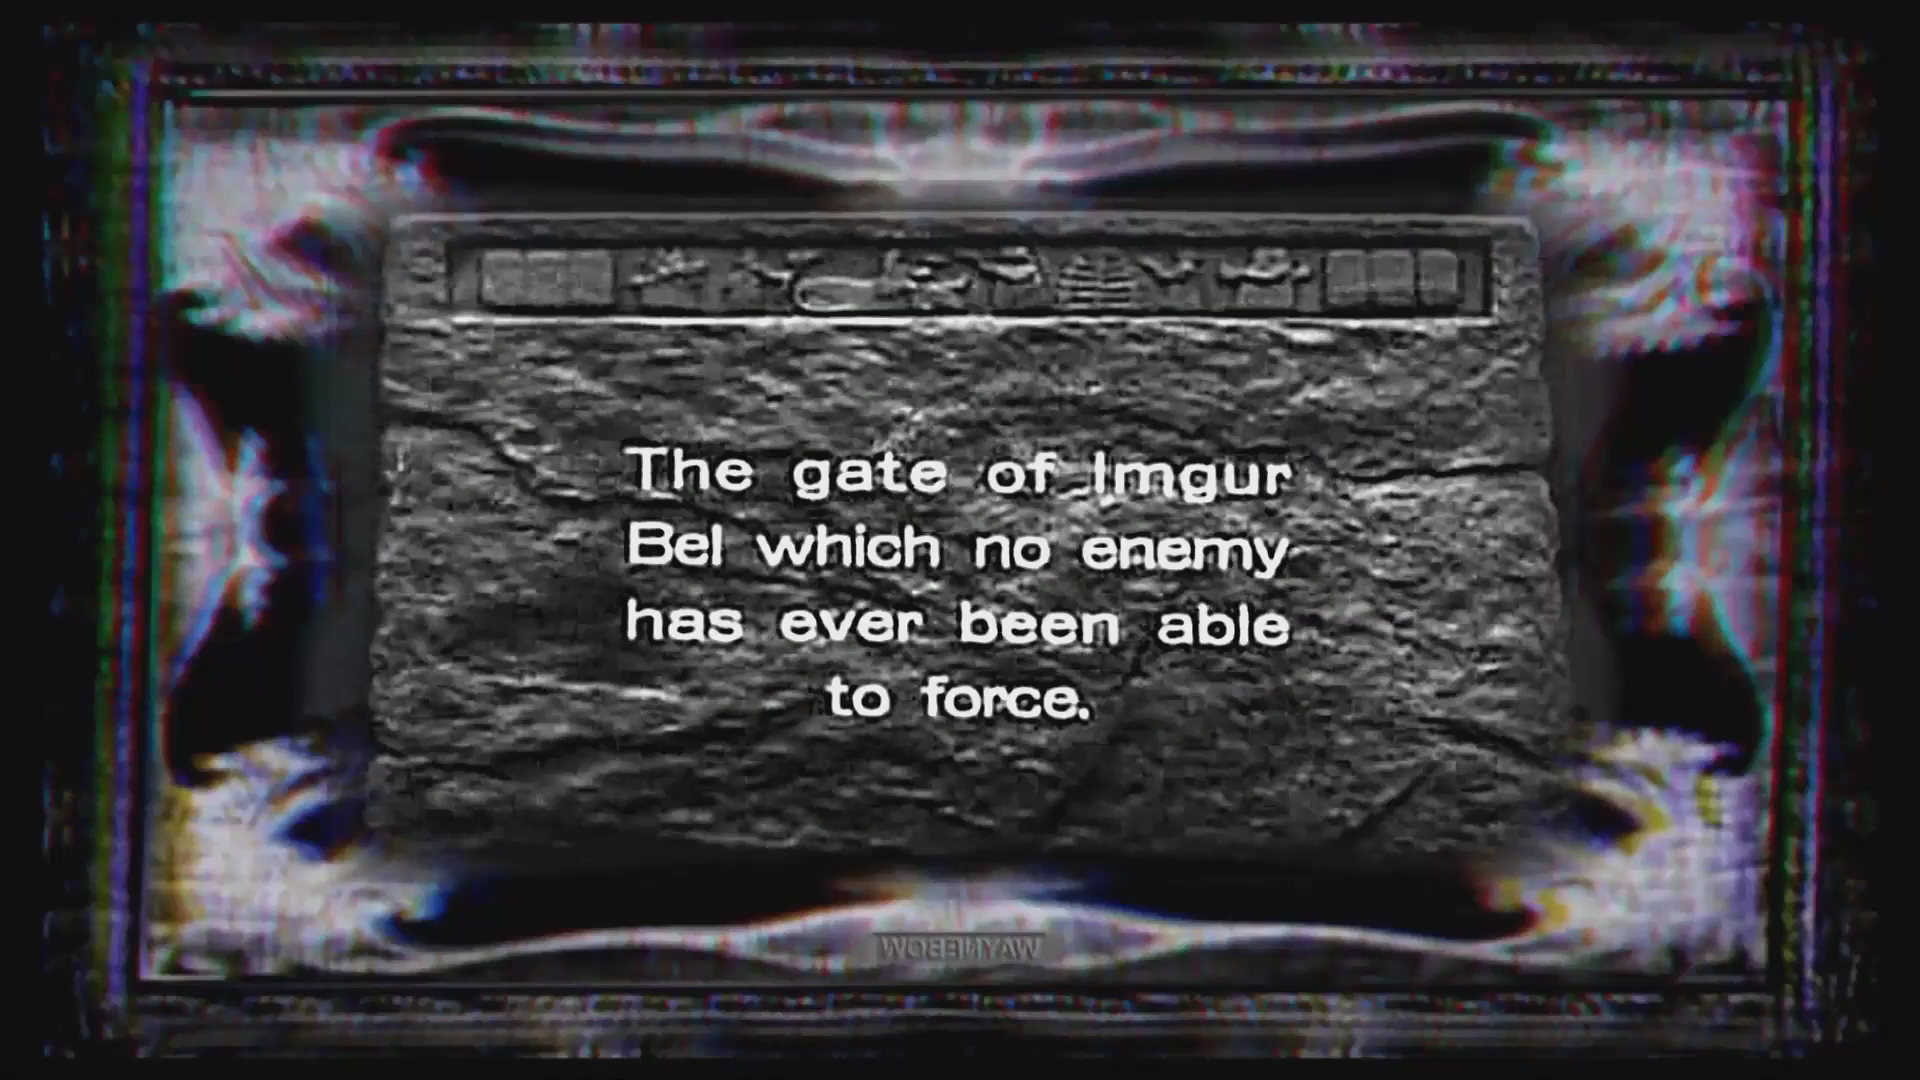 The gate of Imgur
Bel which no enemy
has ever been able
to force.